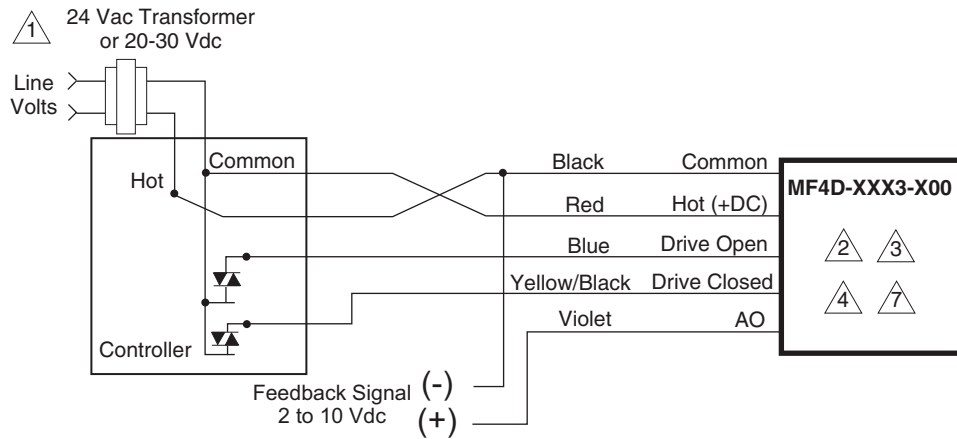 1
24 Vac Transformer
or 20-30 Vdc
Line
Volts
Common
Hot
Controller
Black
Common
Red
Hot (+DC)
Blue
Drive Open
Yellow/Black
Drive Closed
Violet
AO
MF4D-XXX3-X00
2 3
4 7
Feedback Signal (-)
2 to 10 Vdc (+)